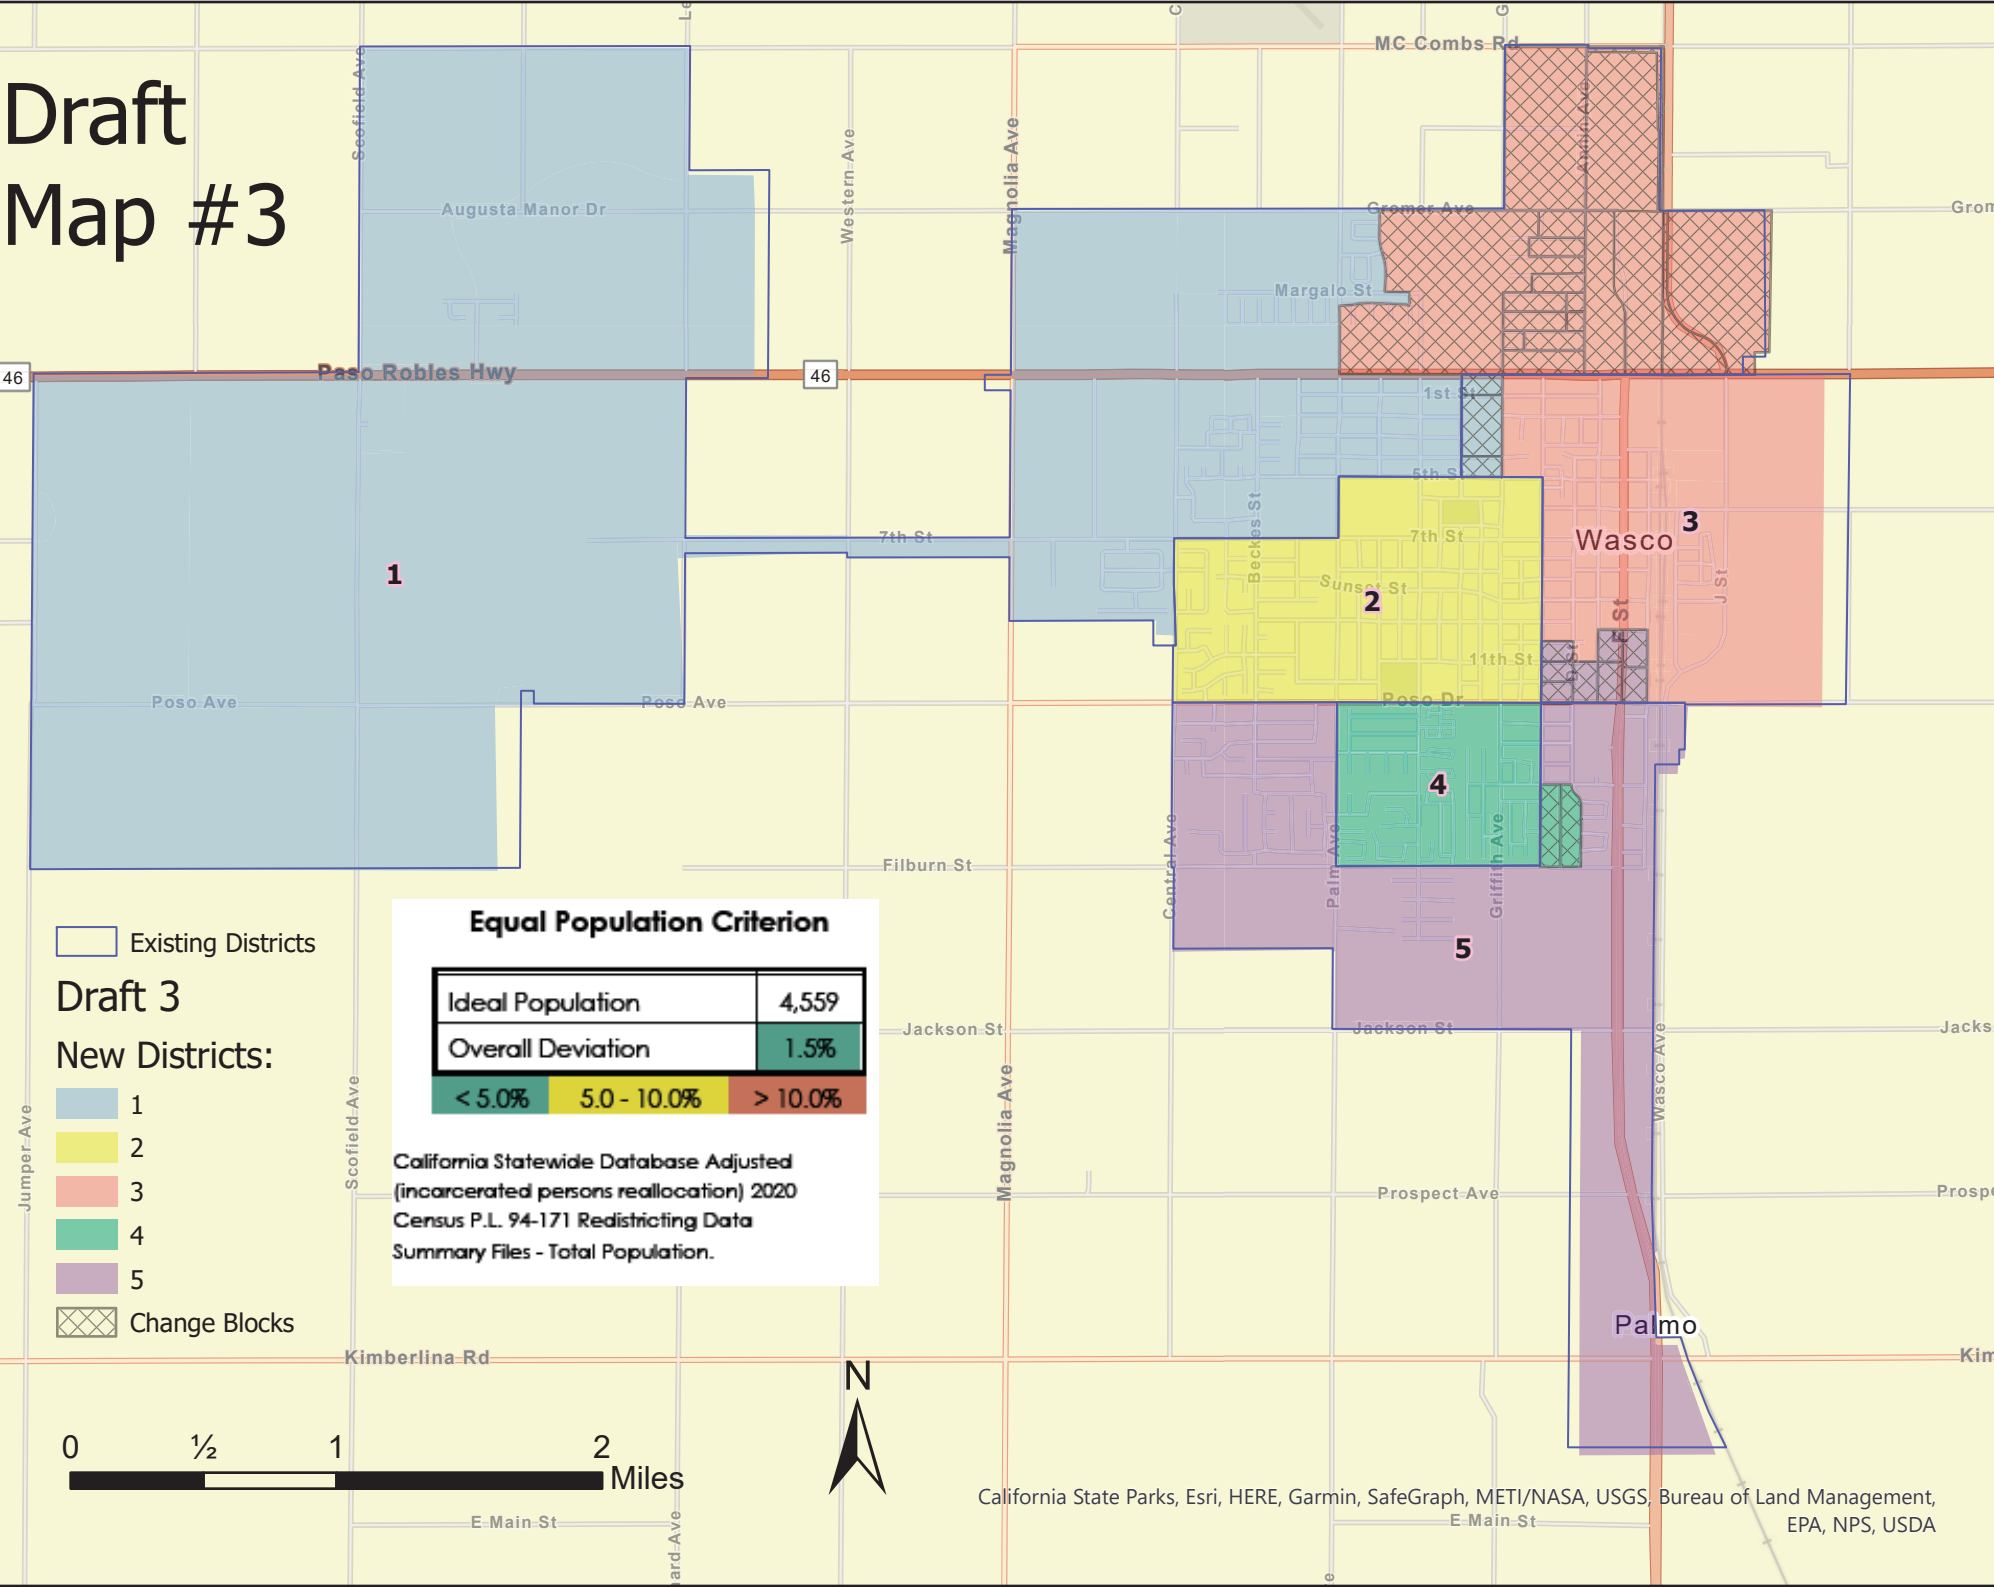 Draft
Map #3
MC Combs Rd
Scofield Ave
Annin Ave
Western Ave
Magnolia Ave
Augusta Manor Dr
Gromer Ave
Grom
Margalo St
46
Paso Robles Hwy
46
1st St
5th St
7th St
7th St
Beckes St
Sunset St
Wasco
3
1
2
F St
J St
11th St
Poso Ave
Poso Ave
Poso Dr
4
Filburn St
Central Ave
Palm Ave
Griffith Ave
5
Existing Districts
Draft 3
New Districts:
1
2
3
4
5
Change Blocks
Equal Population Criterion
Ideal Population 4,559
Overall Deviation 1.5%
< 5.0% 5.0 - 10.0% > 10.0%
California Statewide Database Adjusted
(incarcerated persons reallocation) 2020
Census P.L. 94-171 Redistricting Data
Summary Files - Total Population.
Jackson St
Jackson St
Jacks
Jumper Ave
Scofield Ave
Magnolia Ave
Wasco Ave
Prospect Ave
Prospe
Palmo
Kimberlina Rd
Kim
N
0 ½ 1 2
Miles
California State Parks, Esri, HERE, Garmin, SafeGraph, METI/NASA, USGS, Bureau of Land Management,
EPA, NPS, USDA
E Main St
E Main St
ard Ave